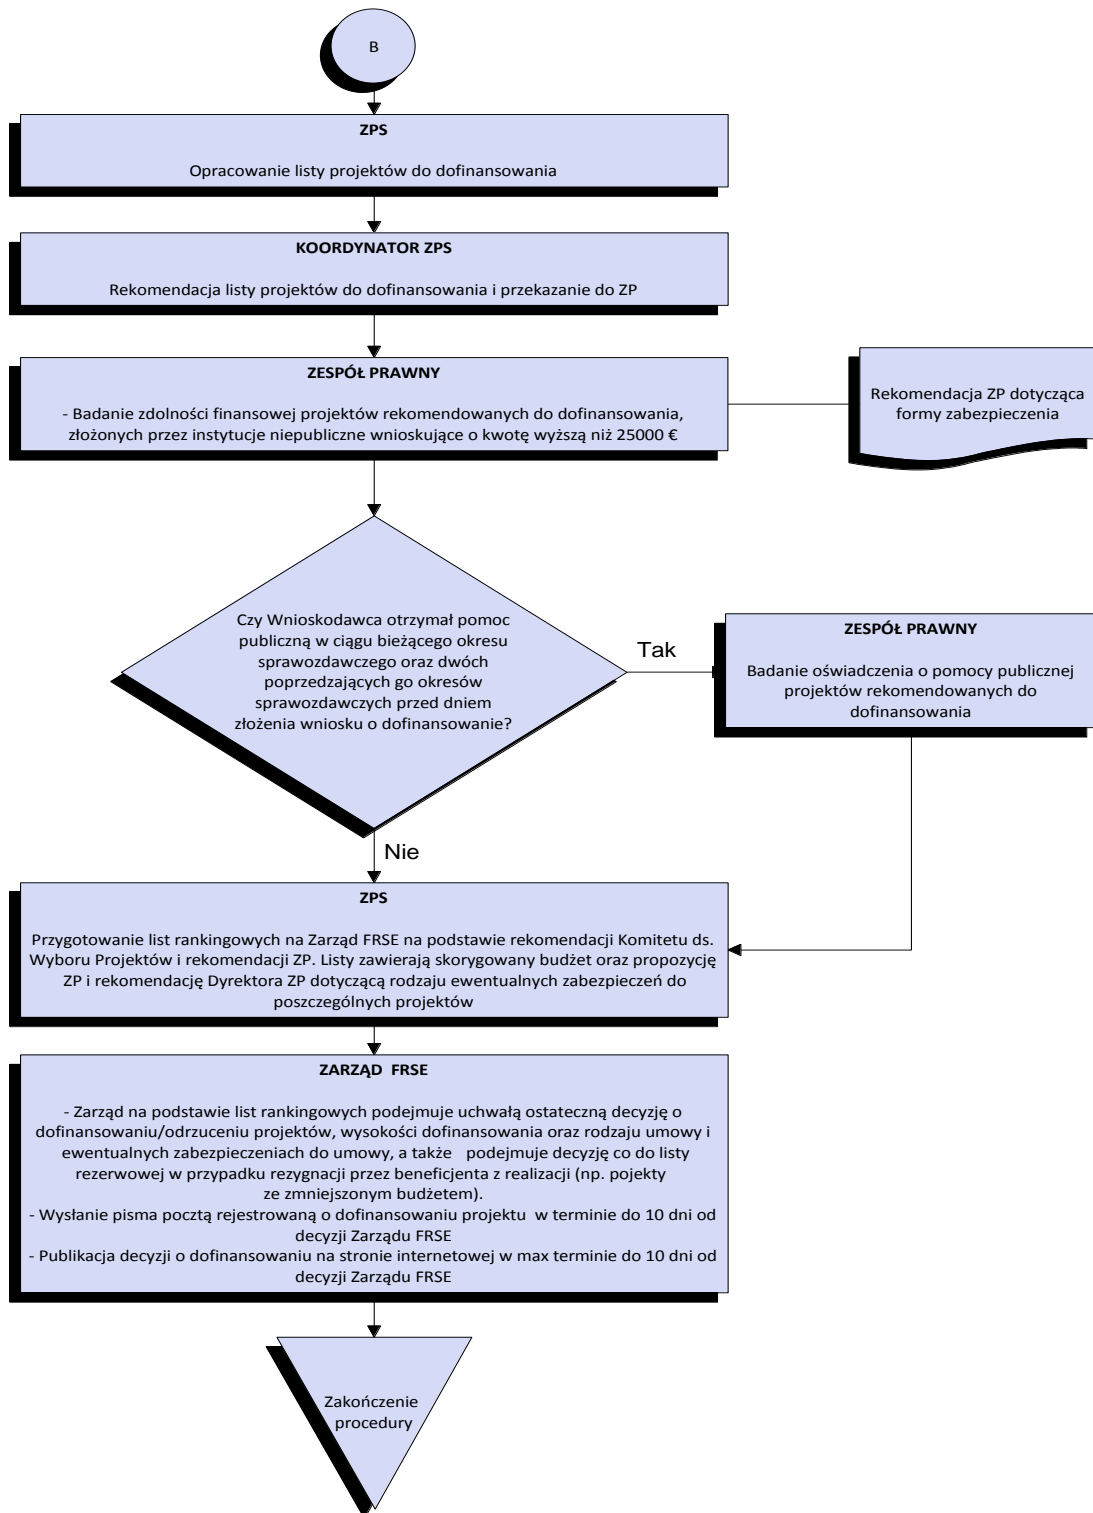 B
ZPS
Opracowanie listy projektów do dofinansowania
KOORDYNATOR ZPS
Rekomendacja listy projektów do dofinansowania i przekazanie do ZP
ZESPÓŁ PRAWNY
- Badanie zdolności finansowej projektów rekomendowanych do dofinansowania,
złożonych przez instytucje niepubliczne wnioskujące o kwotę wyższą niż 25000 €
Rekomendacja ZP dotycząca
formy zabezpieczenia
Czy Wnioskodawca otrzymał pomoc
publiczną w ciągu bieżącego okresu
sprawozdawczego oraz dwóch
poprzedzających go okresów
sprawozdawczych przed dniem
złożenia wniosku o dofinansowanie?
Tak
ZESPÓŁ PRAWNY
Badanie oświadczenia o pomocy publicznej
projektów rekomendowanych do
dofinansowania
Nie
ZPS
Przygotowanie list rankingowych na Zarząd FRSE na podstawie rekomendacji Komitetu ds.
Wyboru Projektów i rekomendacji ZP. Listy zawierają skorygowany budżet oraz propozycję
ZP i rekomendację Dyrektora ZP dotyczącą rodzaju ewentualnych zabezpieczeń do
poszczególnych projektów
ZARZĄD FRSE
- Zarząd na podstawie list rankingowych podejmuje uchwałą ostateczną decyzję o
dofinansowaniu/odrzuceniu projektów, wysokości dofinansowania oraz rodzaju umowy i
ewentualnych zabezpieczeniach do umowy, a także podejmuje decyzję co do listy
rezerwowej w przypadku rezygnacji przez beneficjenta z realizacji (np. pojekty
ze zmniejszonym budżetem).
- Wysłanie pisma pocztą rejestrowaną o dofinansowaniu projektu w terminie do 10 dni od
decyzji Zarządu FRSE
- Publikacja decyzji o dofinansowaniu na stronie internetowej w max terminie do 10 dni od
decyzji Zarządu FRSE
Zakończenie
procedury